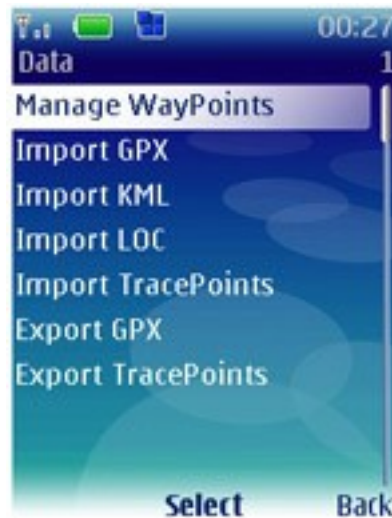 00:27
Data 1
Manage WayPoints
Import GPX
Import KML
Import LOC
Import TracePoints
Export GPX
Export TracePoints
Select Back